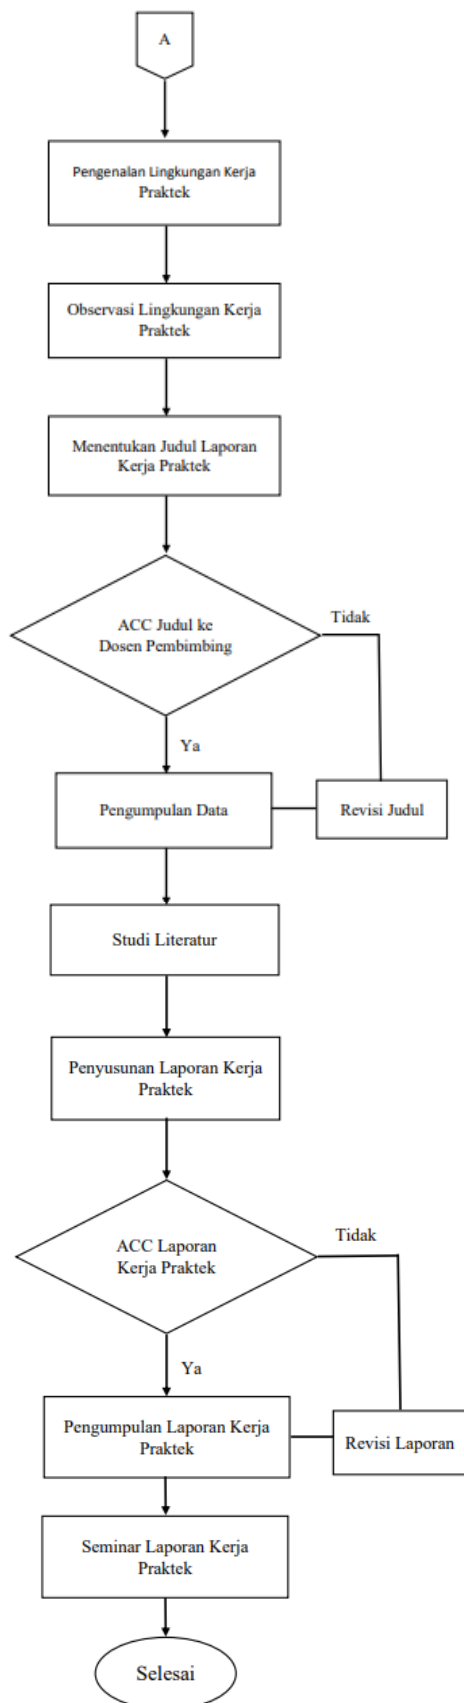 A
Pengenalan Lingkungan Kerja
Praktek
Observasi Lingkungan Kerja
Praktek
Menentukan Judul Laporan
Kerja Praktek
ACC Judul ke
Dosen Pembimbing
Tidak
Ya
Pengumpulan Data
Revisi Judul
Studi Literatur
Penyusunan Laporan Kerja
Praktek
ACC Laporan
Kerja Praktek
Tidak
Ya
Pengumpulan Laporan Kerja
Praktek
Revisi Laporan
Seminar Laporan Kerja
Praktek
Selesai